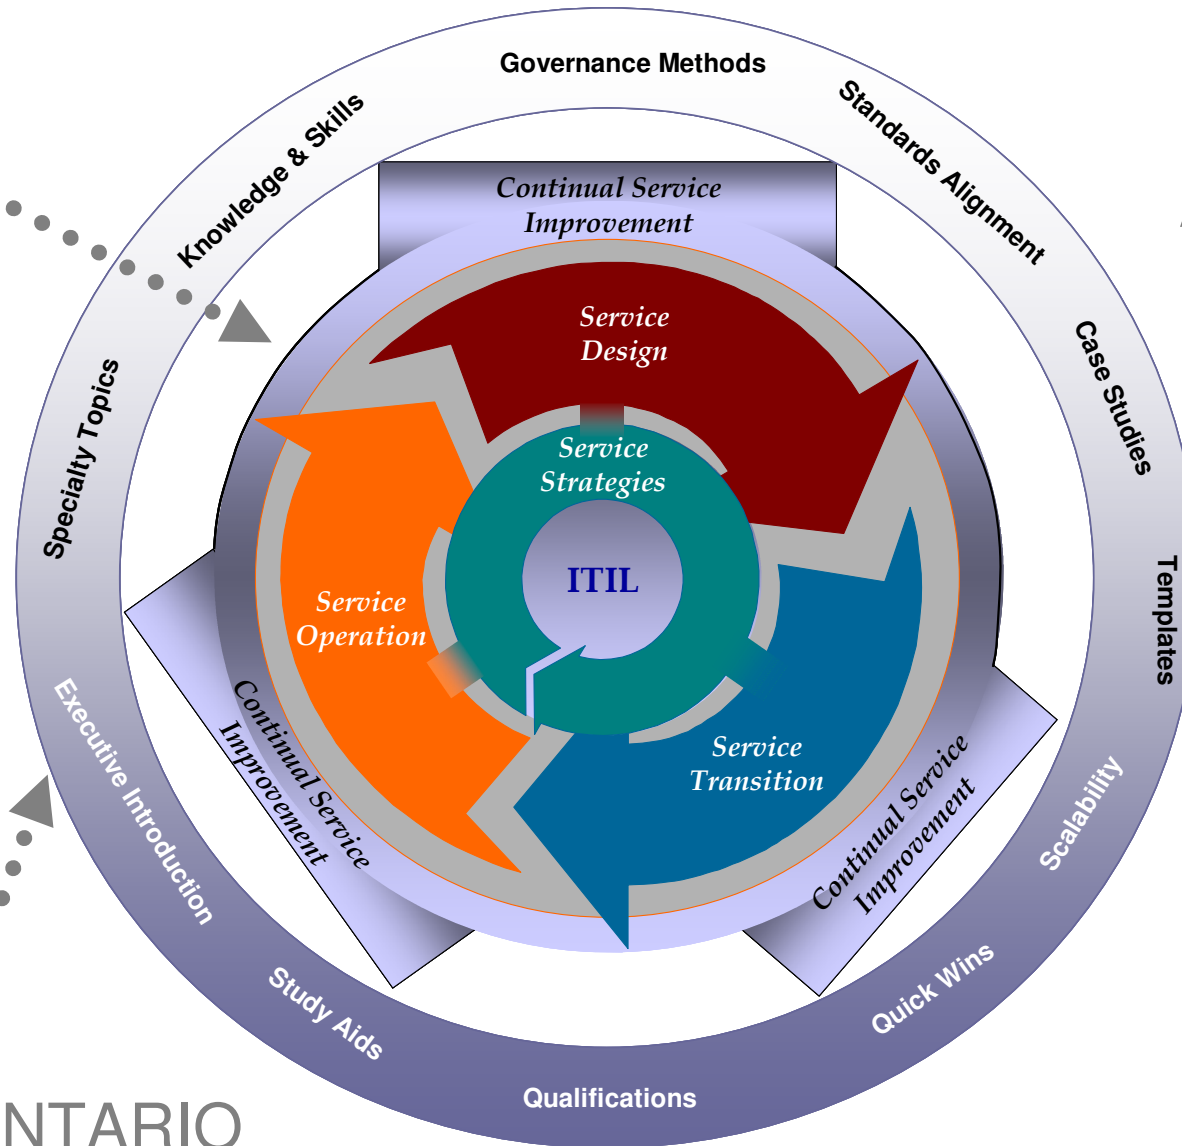 Governance Methods
Knowledge & Skills
Standards Alignment
Continual Service
Improvement
Service
Design
Case Studies
Specialty Topics
Service
Strategies
ITIL
Templates
Service
Operation
Service
Transition
Continual Service
Improvement
Continual Service
Improvement
Executive Introduction
Scalability
Study Aids
Quick Wins
Qualifications
NTARIO